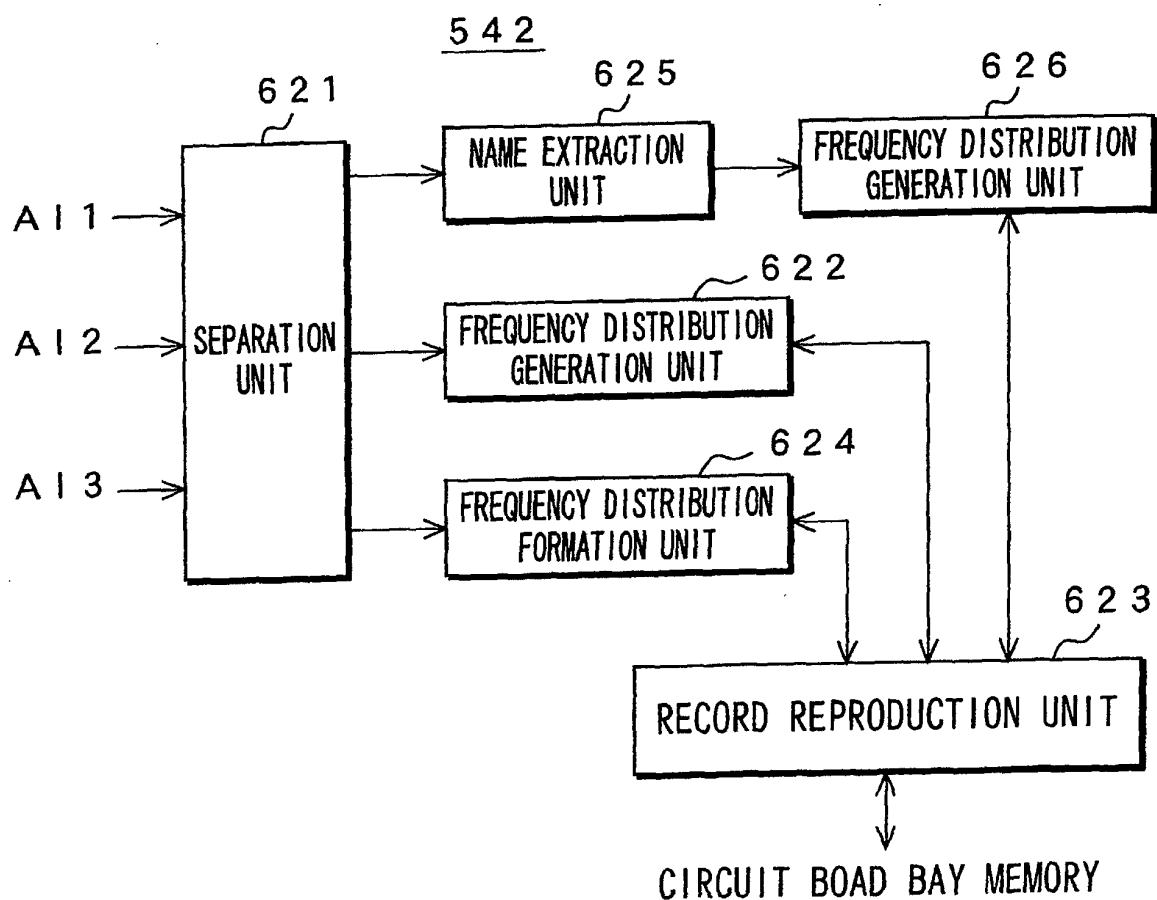 542
621
625
626
NAME EXTRACTION
UNIT
FREQUENCY DISTRIBUTION
GENERATION UNIT
AI1
622
AI2
SEPARATION
UNIT
FREQUENCY DISTRIBUTION
GENERATION UNIT
624
AI3
FREQUENCY DISTRIBUTION
FORMATION UNIT
623
RECORD REPRODUCTION UNIT
CIRCUIT BOAD BAY MEMORY